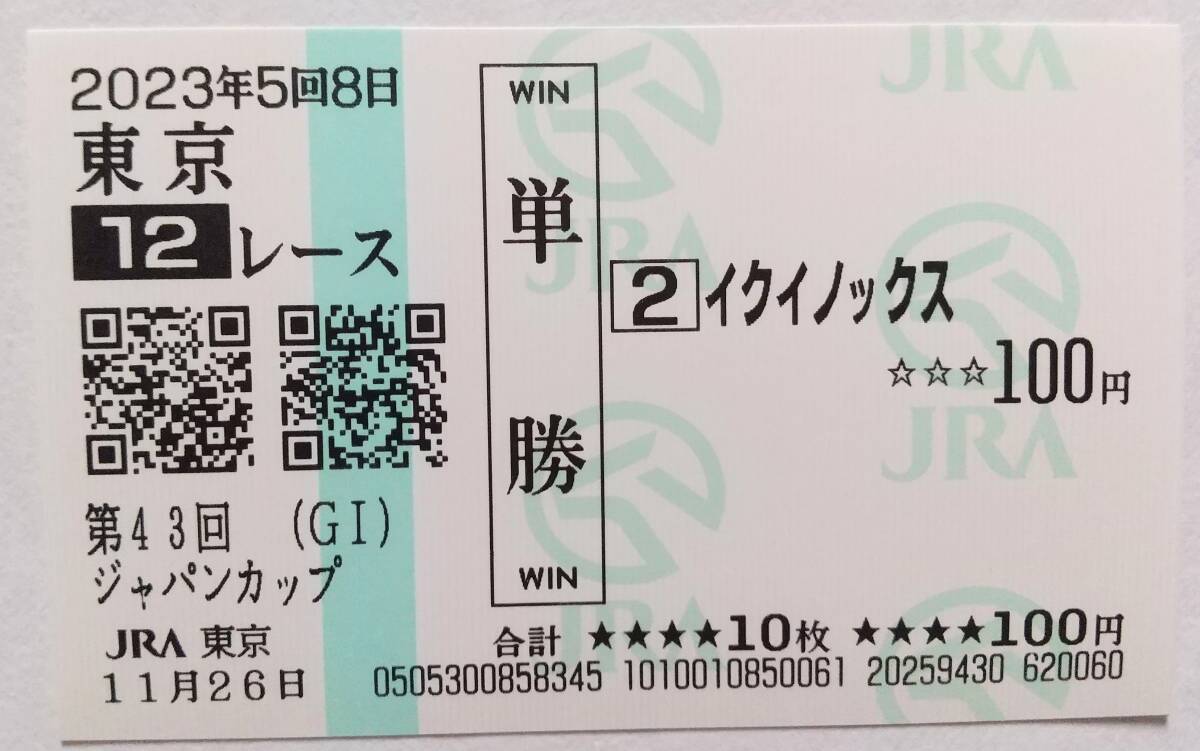 2023年5回8日
東京
12レース
第43回 (GI)
ジャパンカップ
JRA 東京
11月26日
WIN
単勝
WIN
2 イクイノックス
☆☆☆100円
合計 ★★★★10枚 ★★★★100円
0505300858345 1010010850061 20259430 620060
JRA
JRA
JRA
JRA